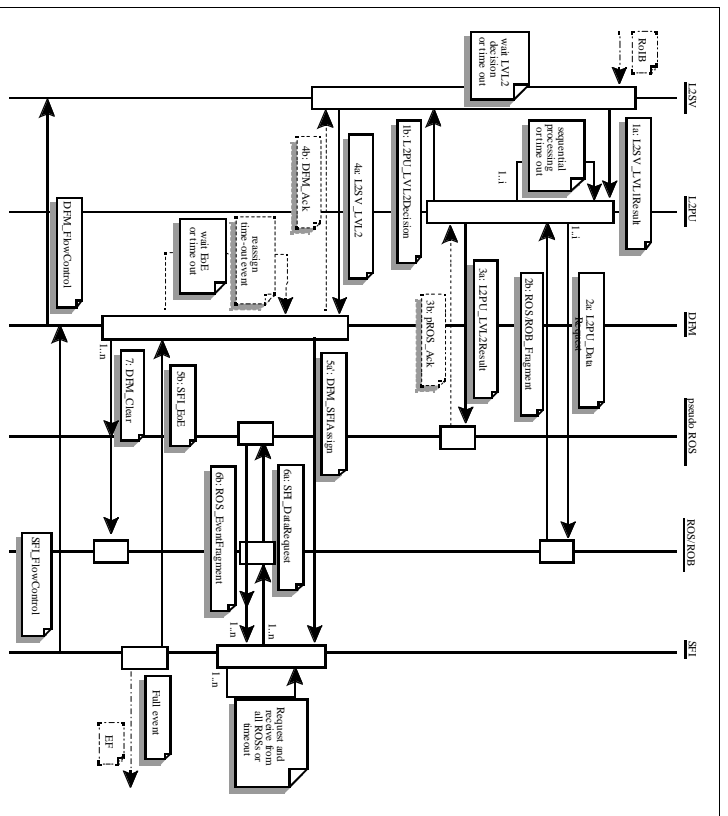 L2SV
L2PU
DFM
pseudo ROS
ROS/ROB
SFI
RoIB
1a: L2SV_LVL1Result
wait LVL2
decision
or time out
sequential
processing
or time out
1..i
1..i
2a: L2PU_Data
Request
2b: ROS/ROB_Fragment
1b: L2PU_LVL2Decision
3a: L2PU_LVL2Result
3b: pROS_Ack
4a: L2SV_LVL2
4b: DFM_Ack
reassign
time-out event
wait EoE
or time out
5a': DFM_SFIAssign
6a: SFI_DataRequest
6b: ROS_EventFragment
1..n
1..n
1..n
Request and
receive from
all ROSs or
timeout
5b: SFI_EoE
7: DFM_Clear
1..n
Full event
EF
DFM_FlowControl
SFI_FlowControl